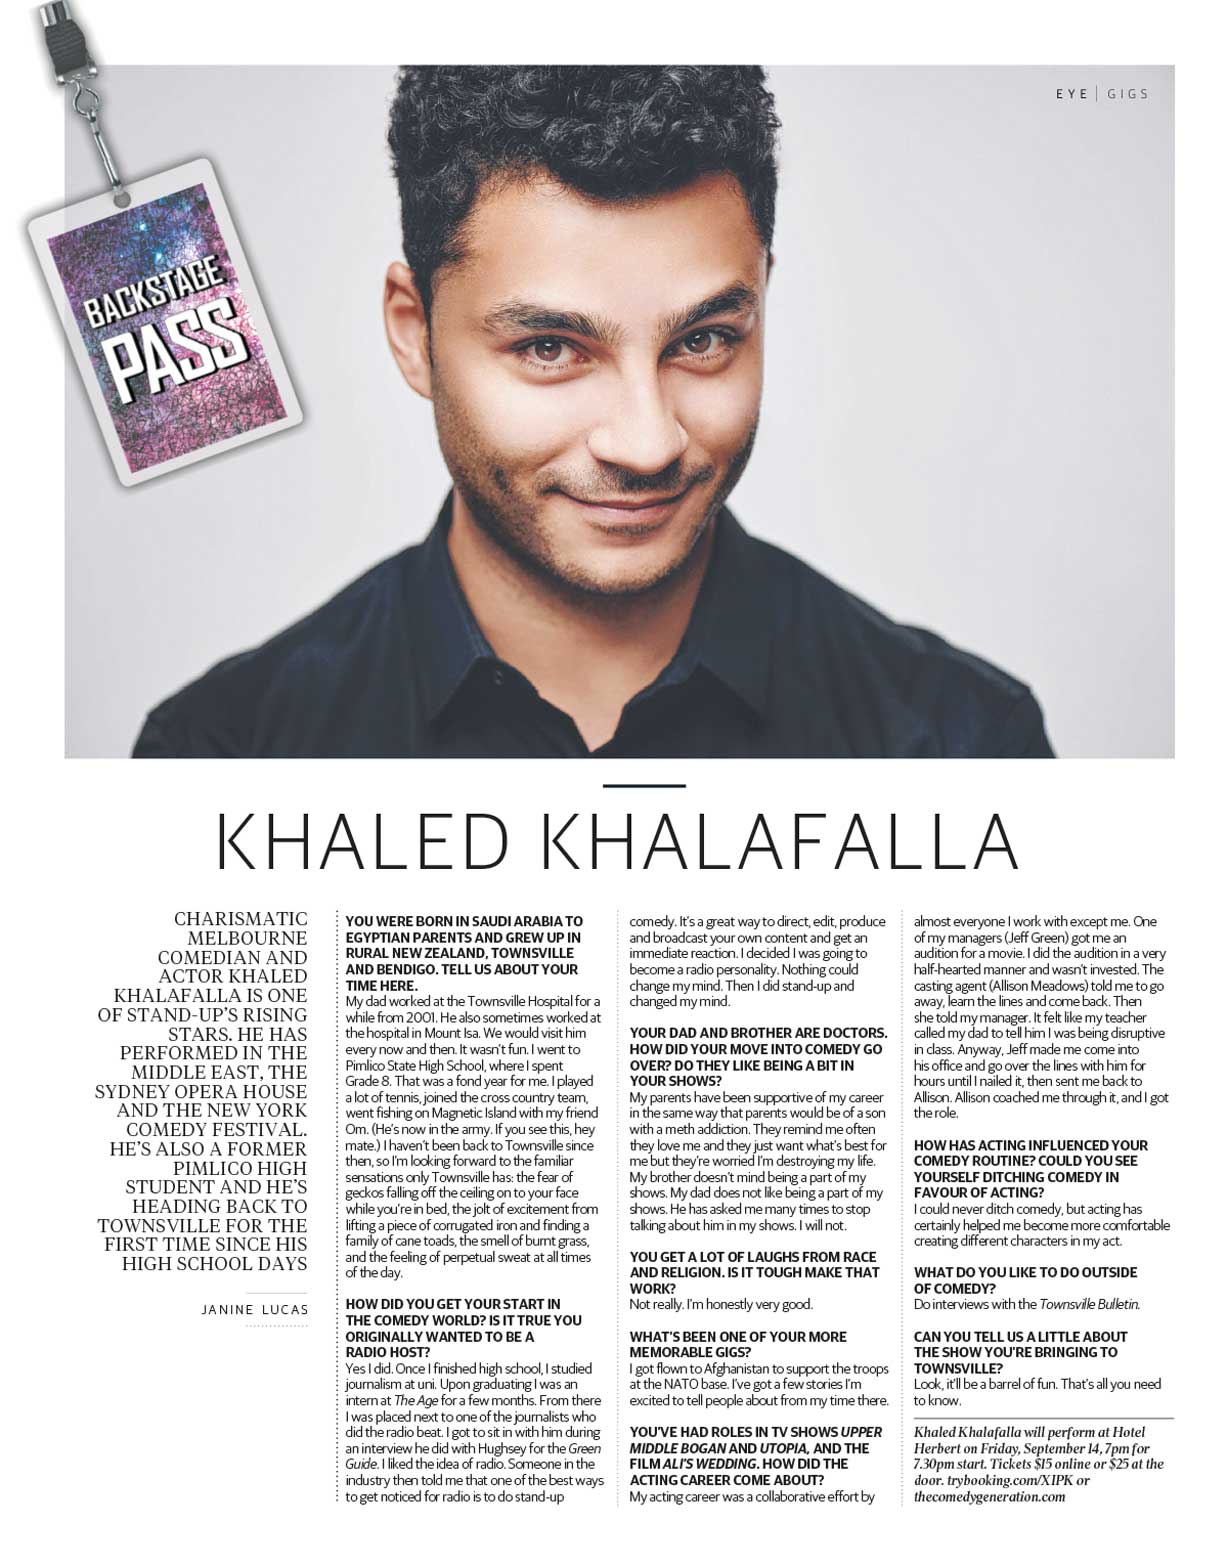 EYE | GIGS
BACKSTAGE
PASS
KHALED KHALAFALLA
CHARISMATIC
MELBOURNE
COMEDIAN AND
ACTOR KHALED
KHALAFALLA IS ONE
OF STAND-UP'S RISING
STARS. HE HAS
PERFORMED IN THE
MIDDLE EAST, THE
SYDNEY OPERA HOUSE
AND THE NEW YORK
COMEDY FESTIVAL.
HE'S ALSO A FORMER
PIMLICO HIGH
STUDENT AND HE'S
HEADING BACK TO
TOWNSVILLE FOR THE
FIRST TIME SINCE HIS
HIGH SCHOOL DAYS
JANINE LUCAS
YOU WERE BORN IN SAUDI ARABIA TO
EGYPTIAN PARENTS AND GREW UP IN
RURAL NEW ZEALAND, TOWNSVILLE
AND BENDIGO. TELL US ABOUT YOUR
TIME HERE.
My dad worked at the Townsville Hospital for a
while from 2001. He also sometimes worked at
the hospital in Mount Isa. We would visit him
every now and then. It wasn't fun. I went to
Pimlico State High School, where I spent
Grade 8. That was a fond year for me. I played
a lot of tennis, joined the cross country team,
went fishing on Magnetic Island with my friend
Om. (He's now in the army. If you see this, hey
mate.) I haven't been back to Townsville since
then, so I'm looking forward to the familiar
sensations only Townsville has: the fear of
geckos falling off the ceiling on to your face
while you're in bed, the jolt of excitement from
lifting a piece of corrugated iron and finding a
family of cane toads, the smell of burnt grass,
and the feeling of perpetual sweat at all times
of the day.
HOW DID YOU GET YOUR START IN
THE COMEDY WORLD? IS IT TRUE YOU
ORIGINALLY WANTED TO BE A
RADIO HOST?
Yes I did. Once I finished high school, I studied
journalism at uni. Upon graduating I was an
intern at The Age for a few months. From there
I was placed next to one of the journalists who
did the radio beat. I got to sit in with him during
an interview he did with Hughsey for the Green
Guide. I liked the idea of radio. Someone in the
industry then told me that one of the best ways
to get noticed for radio is to do stand-up
comedy. It's a great way to direct, edit, produce
and broadcast your own content and get an
immediate reaction. I decided I was going to
become a radio personality. Nothing could
change my mind. Then I did stand-up and
changed my mind.
YOUR DAD AND BROTHER ARE DOCTORS.
HOW DID YOUR MOVE INTO COMEDY GO
OVER? DO THEY LIKE BEING A BIT IN
YOUR SHOWS?
My parents have been supportive of my career
in the same way that parents would be of a son
with a meth addiction. They remind me often
they love me and they just want what's best for
me but they're worried I'm destroying my life.
My brother doesn't mind being a part of my
shows. My dad does not like being a part of my
shows. He has asked me many times to stop
talking about him in my shows. I will not.
YOU GET A LOT OF LAUGHS FROM RACE
AND RELIGION. IS IT TOUGH MAKE THAT
WORK?
Not really. I'm honestly very good.
WHAT'S BEEN ONE OF YOUR MORE
MEMORABLE GIGS?
I got flown to Afghanistan to support the troops
at the NATO base. I've got a few stories I'm
excited to tell people about from my time there.
YOU'VE HAD ROLES IN TV SHOWS UPPER
MIDDLE BOGAN AND UTOPIA, AND THE
FILM ALI'S WEDDING. HOW DID THE
ACTING CAREER COME ABOUT?
My acting career was a collaborative effort by
almost everyone I work with except me. One
of my managers (Jeff Green) got me an
audition for a movie. I did the audition in a very
half-hearted manner and wasn't invested. The
casting agent (Allison Meadows) told me to go
away, learn the lines and come back. Then
she told my manager. It felt like my teacher
called my dad to tell him I was being disruptive
in class. Anyway, Jeff made me come into
his office and go over the lines with him for
hours until I nailed it, then sent me back to
Allison. Allison coached me through it, and I got
the role.
HOW HAS ACTING INFLUENCED YOUR
COMEDY ROUTINE? COULD YOU SEE
YOURSELF DITCHING COMEDY IN
FAVOUR OF ACTING?
I could never ditch comedy, but acting has
certainly helped me become more comfortable
creating different characters in my act.
WHAT DO YOU LIKE TO DO OUTSIDE
OF COMEDY?
Do interviews with the Townsville Bulletin.
CAN YOU TELL US A LITTLE ABOUT
THE SHOW YOU'RE BRINGING TO
TOWNSVILLE?
Look, it'll be a barrel of fun. That's all you need
to know.
Khaled Khalafalla will perform at Hotel
Herbert on Friday, September 14, 7pm for
7.30pm start. Tickets $15 online or $25 at the
door. trybooking.com/XIPK or
thecomedygeneration.com